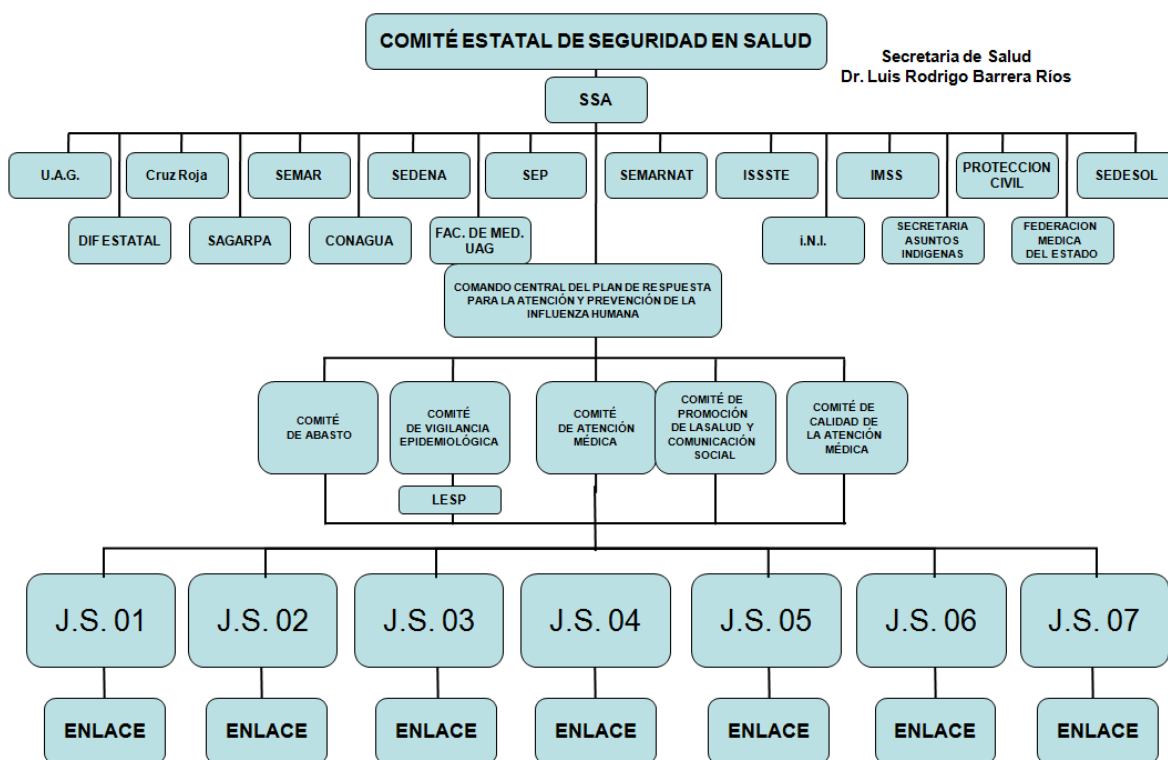 COMITÉ ESTATAL DE SEGURIDAD EN SALUD
Secretaria de Salud
Dr. Luis Rodrigo Barrera Ríos
SSA
U.A.G.
Cruz Roja
SEMAR
SEDENA
SEP
SEMARNAT
ISSSTE
IMSS
PROTECCION
CIVIL
SEDESOL
DIF ESTATAL
SAGARPA
CONAGUA
FAC. DE MED.
UAG
i.N.I.
SECRETARIA
ASUNTOS
INDIGENAS
FEDERACION
MEDICA
DEL ESTADO
COMANDO CENTRAL DEL PLAN DE RESPUESTA
PARA LA ATENCIÓN Y PREVENCIÓN DE LA
INFLUENZA HUMANA
COMITÉ
DE ABASTO
COMITÉ
DE VIGILANCIA
EPIDEMIOLÓGICA
COMITÉ
DE ATENCIÓN
MÉDICA
COMITÉ DE
PROMOCIÓN
DE LASALUD Y
COMUNICACIÓN
SOCIAL
COMITÉ DE
CALIDAD DE
LA ATENCIÓN
MÉDICA
LESP
J.S. 01
J.S. 02
J.S. 03
J.S. 04
J.S. 05
J.S. 06
J.S. 07
ENLACE
ENLACE
ENLACE
ENLACE
ENLACE
ENLACE
ENLACE